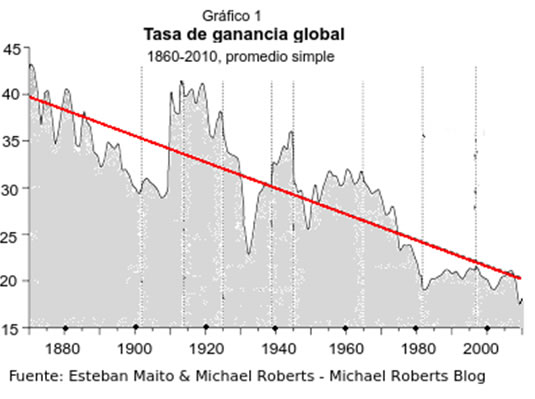 Gráfico 1
Tasa de ganancia global
1860-2010, promedio simple
45
40
35
30
25
20
15
1880 1900 1920 1940 1960 1980 2000
Fuente: Esteban Maito & Michael Roberts - Michael Roberts Blog